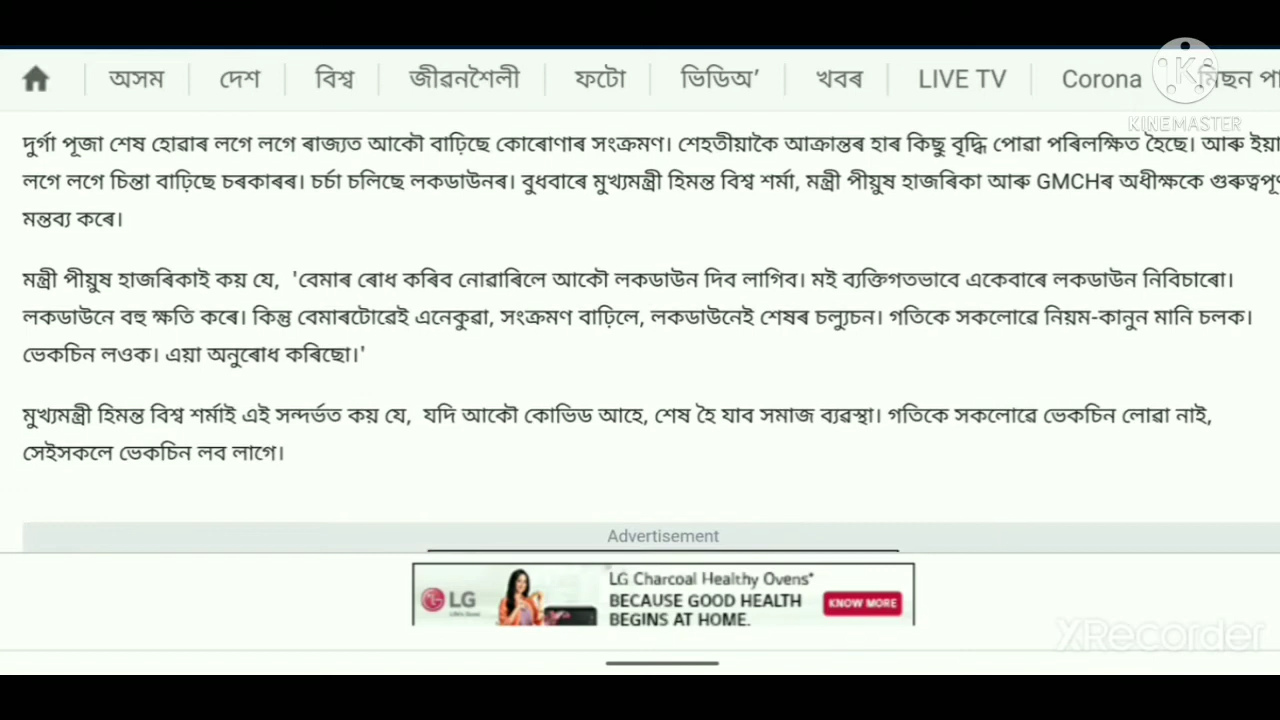 অসম দেশ বিশ্ব জীৱনশৈলী ফটো ভিডিঅ’ খবৰ LIVE TV Corona মিছন
KINEMASTER
দুৰ্গা পূজা শেষ হোৱাৰ লগে লগে ৰাজ্যত আকৌ বাঢ়িছে কোৰোণাৰ সংক্ৰমণ। শেহতীয়াকৈ আক্ৰান্তৰ হাৰ কিছু বৃদ্ধি পোৱা পৰিলক্ষিত হৈছে। আৰু ইয়া
লগে লগে চিন্তা বাঢ়িছে চৰকাৰৰ। চৰ্চা চলিছে লকডাউনৰ। বুধবাৰে মুখ্যমন্ত্ৰী হিমন্ত বিশ্ব শৰ্মা, মন্ত্ৰী পীয়ুষ হাজৰিকা আৰু GMCHৰ অধীক্ষকে গুৰুত্বপূ
মন্তব্য কৰে।
মন্ত্ৰী পীয়ুষ হাজৰিকাই কয় যে, 'বেমাৰ ৰোধ কৰিব নোৱাৰিলে আকৌ লকডাউন দিব লাগিব। মই ব্যক্তিগতভাবে একেবাৰে লকডাউন নিবিচাৰো।
লকডাউনে বহু ক্ষতি কৰে। কিন্তু বেমাৰটোৱেই এনেকুৱা, সংক্ৰমণ বাঢ়িলে, লকডাউনেই শেষৰ চল্যুচন। গতিকে সকলোৱে নিয়ম-কানুন মানি চলক।
ভেকচিন লওক। এয়া অনুৰোধ কৰিছো।'
মুখ্যমন্ত্ৰী হিমন্ত বিশ্ব শৰ্মাই এই সন্দৰ্ভত কয় যে, যদি আকৌ কোভিড আহে, শেষ হৈ যাব সমাজ ব্যৱস্থা। গতিকে সকলোৱে ভেকচিন লোৱা নাই,
সেইসকলে ভেকচিন লব লাগে।
Advertisement
LG
LG Charcoal Healthy Ovens*
BECAUSE GOOD HEALTH
BEGINS AT HOME.
KNOW MORE
XRecorder